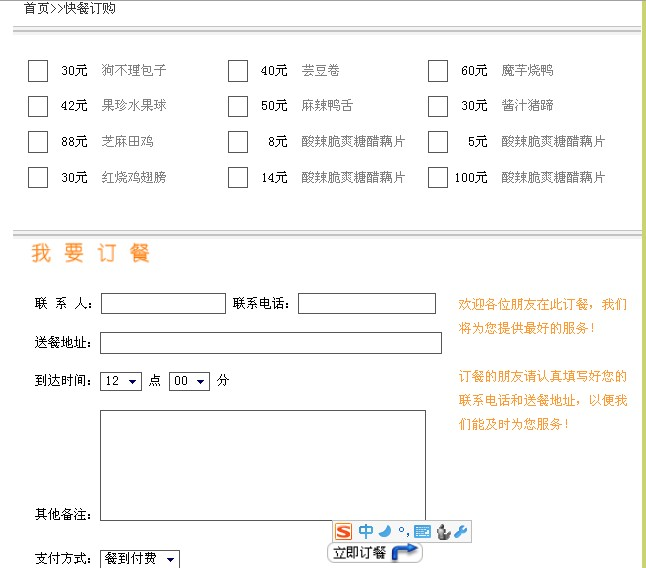 首页>>快餐订购
30元 狗不理包子 40元 芸豆卷 60元 魔芋烧鸭
42元 果珍水果球 50元 麻辣鸭舌 30元 酱汁猪蹄
88元 芝麻田鸡 8元 酸辣脆爽糖醋藕片 5元 酸辣脆爽糖醋藕片
30元 红烧鸡翅膀 14元 酸辣脆爽糖醋藕片 100元 酸辣脆爽糖醋藕片
我要订餐
联 系 人： 联系电话：
送餐地址：
到达时间： 12 点 00 分
其他备注：
支付方式： 餐到付费
欢迎各位朋友在此订餐，我们
将为您提供最好的服务！
订餐的朋友请认真填写好您的
联系电话和送餐地址，以便我
们能及时为您服务！
S 中
立即订餐